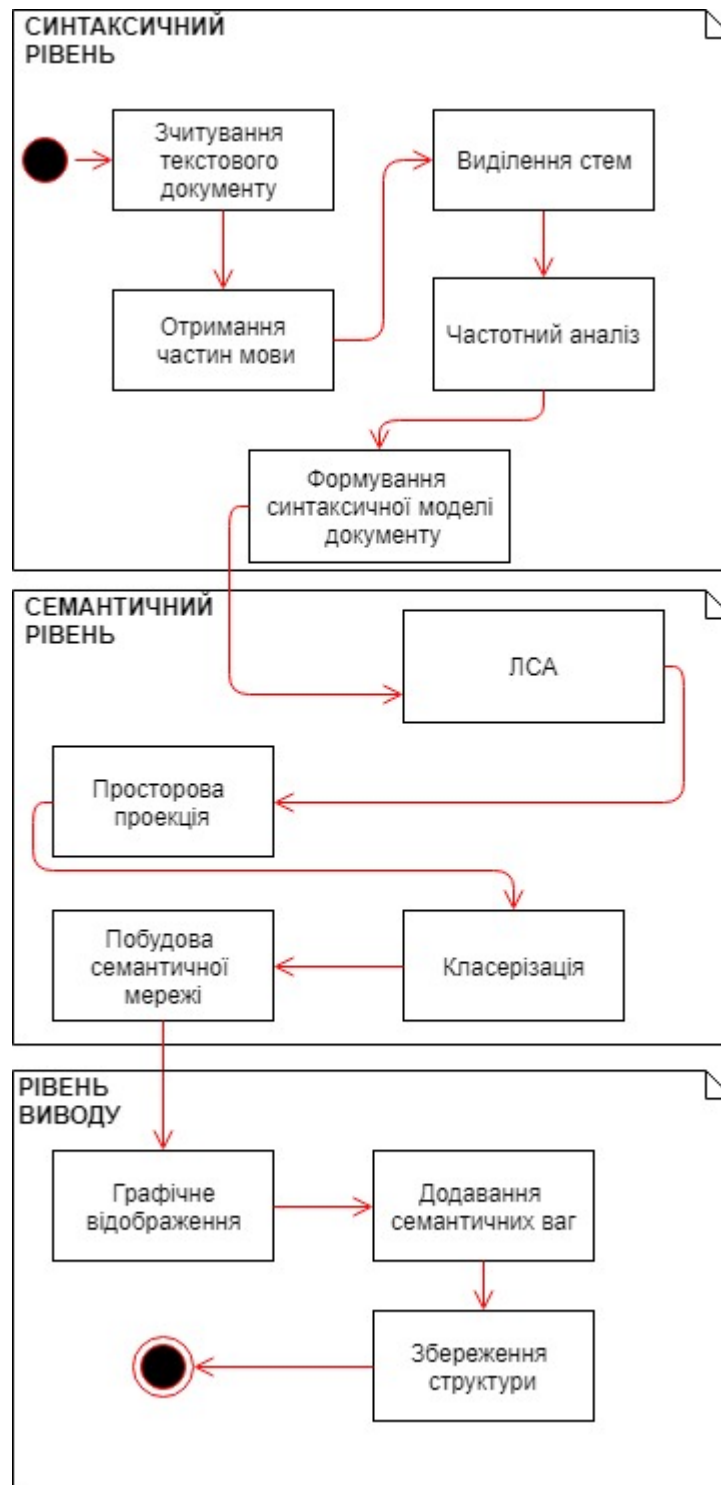 СИНТАКСИЧНИЙ
РІВЕНЬ
Зчитування
текстового
документу
Виділення стем
Отримання
частин мови
Частотний аналіз
Формування
синтаксичної моделі
документу
СЕМАНТИЧНИЙ
РІВЕНЬ
ЛСА
Просторова
проекція
Побудова
семантичної
мережі
Класерізація
РІВЕНЬ
ВИВОДУ
Графічне
відображення
Додавання
семантичних ваг
Збереження
структури